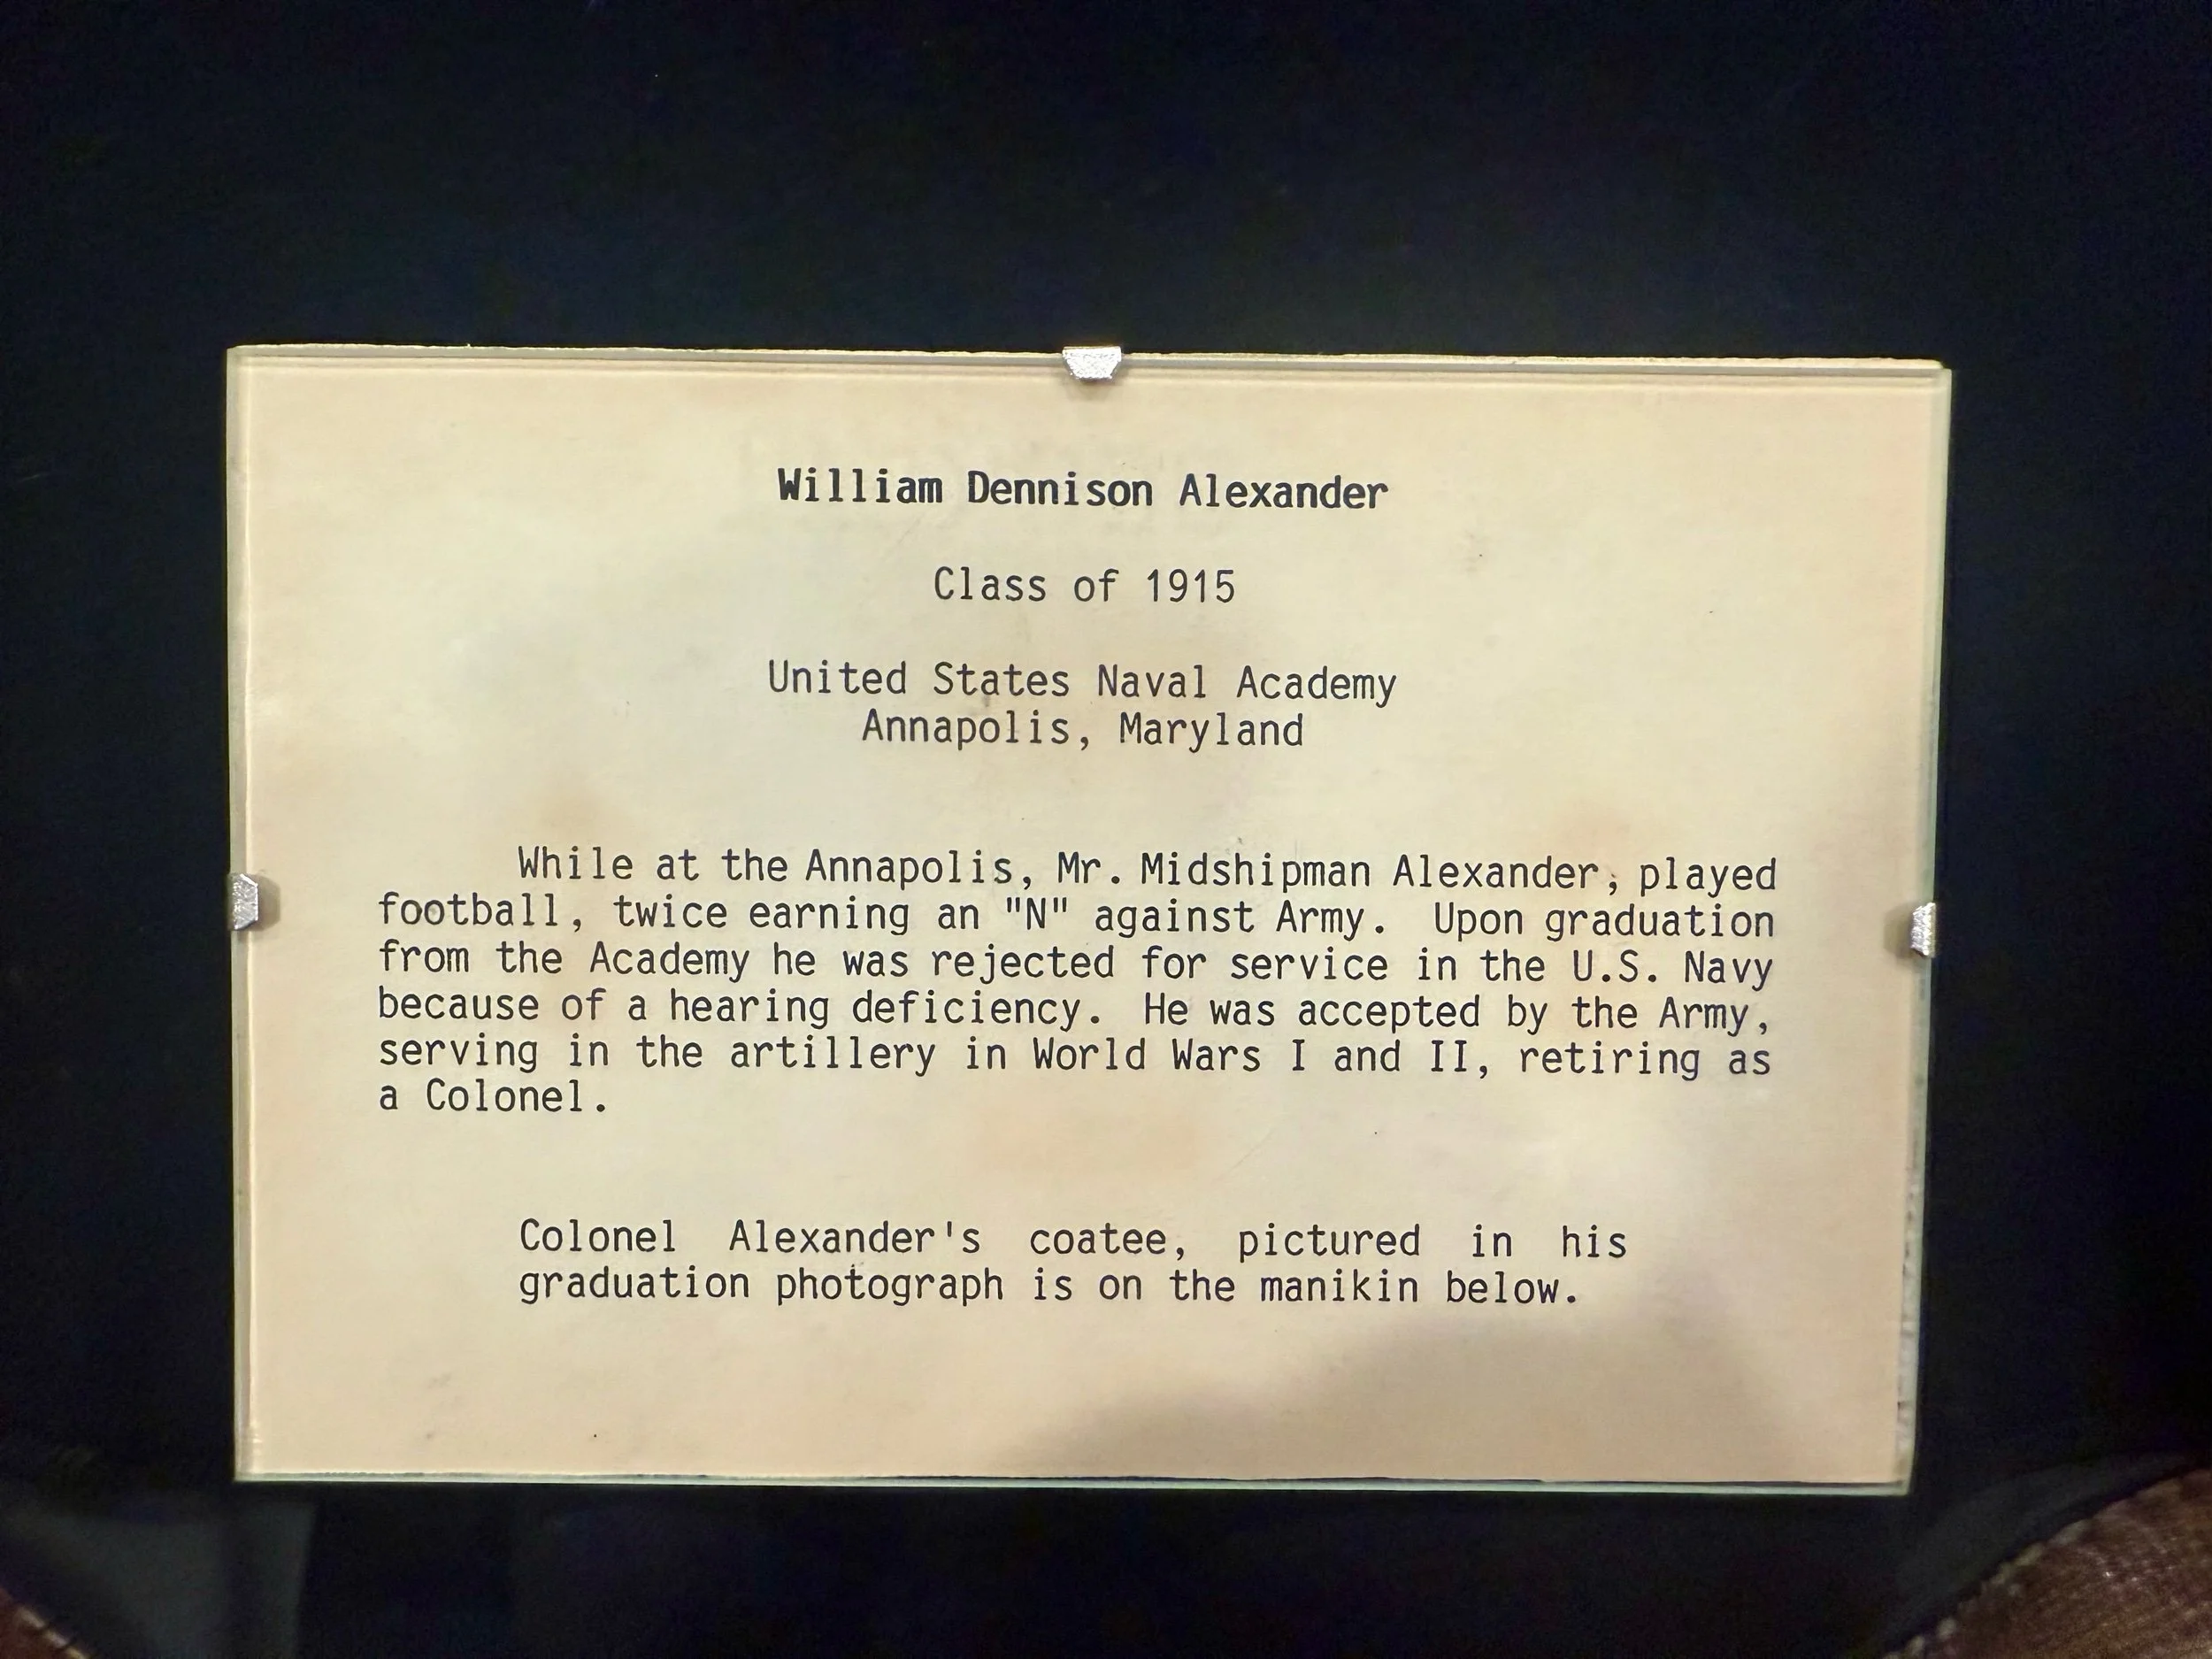 William Dennison Alexander
Class of 1915
United States Naval Academy
Annapolis, Maryland
While at the Annapolis, Mr. Midshipman Alexander, played
football, twice earning an "N" against Army. Upon graduation
from the Academy he was rejected for service in the U.S. Navy
because of a hearing deficiency. He was accepted by the Army,
serving in the artillery in World Wars I and II, retiring as
a Colonel.
Colonel Alexander's coatee, pictured in his
graduation photograph is on the manikin below.